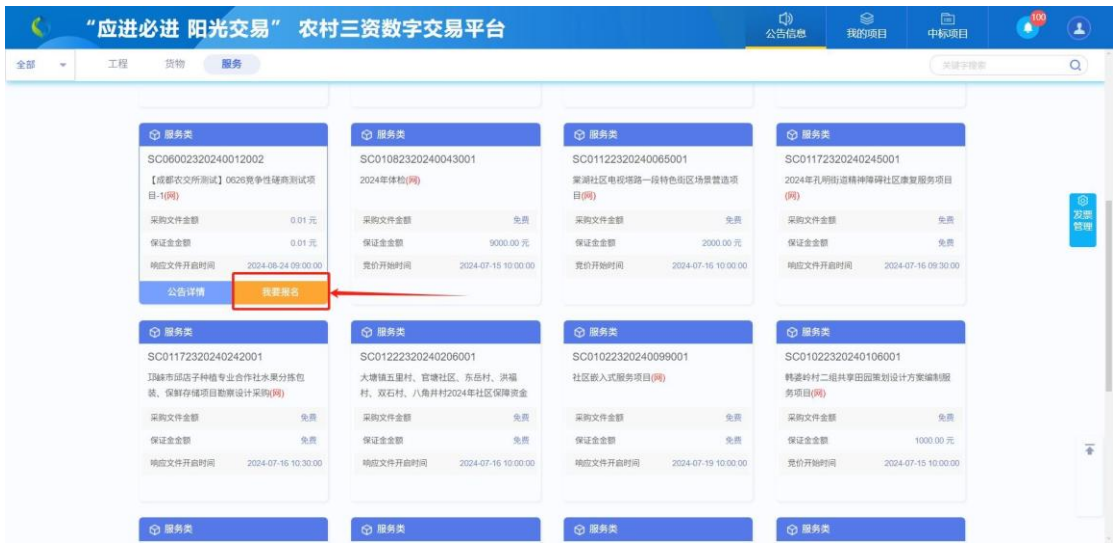 “应进必进 阳光交易” 农村三资数字交易平台
公告信息
我的项目
中标项目
100
全部
工程
货物
服务
关键字搜索
服务类
SC06002320240012002
【成都农交所测试】0626竞争性磋商测试项
目-1(网)
采购文件金额
0.01 元
保证金金额
0.01 元
响应文件开启时间
2024-08-24 09:00:00
公告详情
我要报名
服务类
SC01082320240043001
2024年体检(网)
采购文件金额
免费
保证金金额
9000.00 元
竞价开始时间
2024-07-15 10:00:00
服务类
SC01122320240065001
棠湖社区电视塔路一段特色街区场景营造项
目(网)
采购文件金额
免费
保证金金额
2000.00 元
竞价开始时间
2024-07-16 10:00:00
服务类
SC01172320240245001
2024年孔明街道精神障碍社区康复服务项目
(网)
采购文件金额
免费
保证金金额
免费
响应文件开启时间
2024-07-16 09:30:00
发票
管理
服务类
SC01172320240242001
邛崃市邱店子种植专业合作社水果分拣包
装、保鲜存储项目勘察设计采购(网)
采购文件金额
免费
保证金金额
免费
响应文件开启时间
2024-07-16 10:30:00
服务类
SC01222320240206001
大塘镇五里村、官塘社区、东岳村、洪福
村、双石村、八角井村2024年社区保障资金
采购文件金额
免费
保证金金额
免费
响应文件开启时间
2024-07-16 10:00:00
服务类
SC01022320240099001
社区嵌入式服务项目(网)
采购文件金额
免费
保证金金额
免费
响应文件开启时间
2024-07-19 10:00:00
服务类
SC01022320240106001
韩婆岭村二组共享田园策划设计方案编制服
务项目(网)
采购文件金额
免费
保证金金额
1000.00 元
竞价开始时间
2024-07-15 10:00:00
服务类
服务类
服务类
服务类